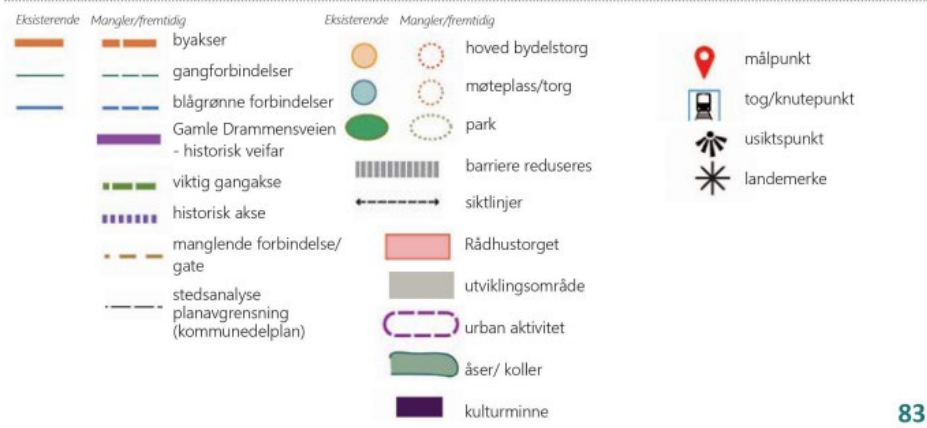 Eksisterende Mangler/fremtidig
byakser
gangforbindelser
blågrønne forbindelser
Gamle Drammensveien
- historisk veifar
viktig gangakse
historisk akse
manglende forbindelse/
gate
stedsanalyse
planavgrensning
(kommunedelplan)
Eksisterende Mangler/fremtidig
hoved bydelstorg
møteplass/torg
park
barriere reduseres
siktlinjer
Rådhustorget
utviklingsområde
urban aktivitet
åser/ koller
kulturminne
målpunkt
tog/knutepunkt
usiktspunkt
landemerke
83